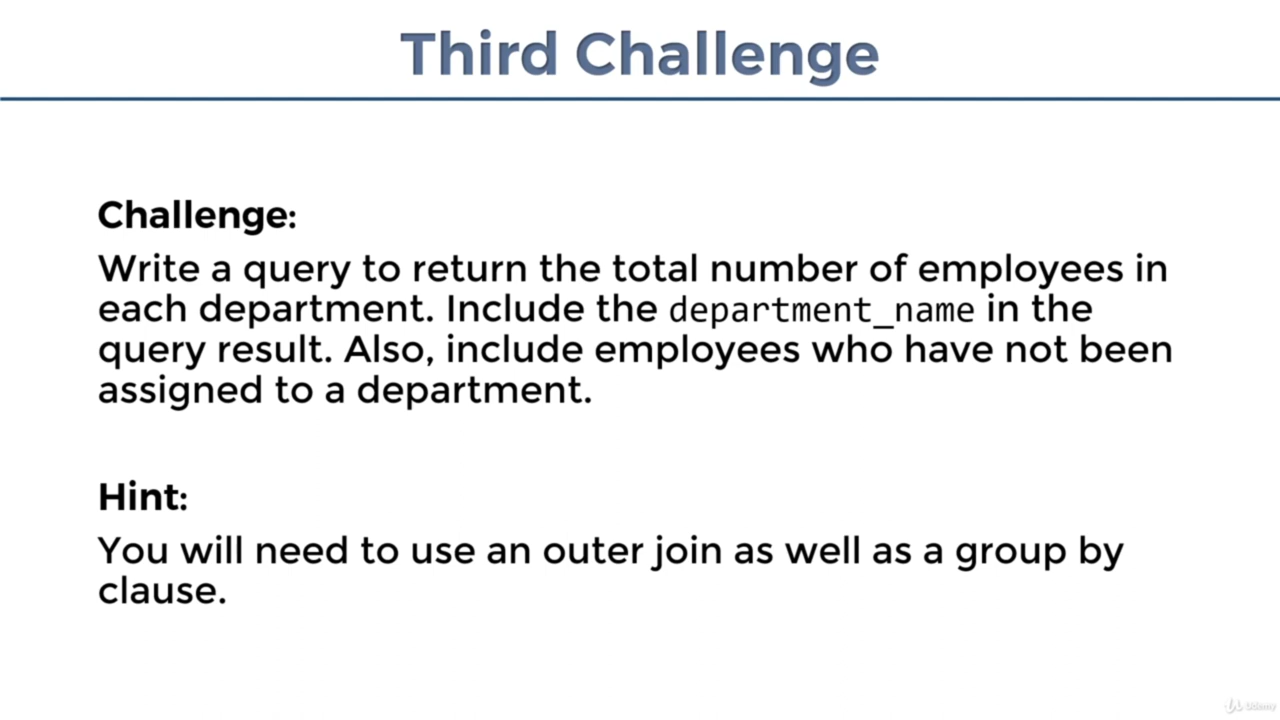 Third Challenge
Challenge:
Write a query to return the total number of employees in
each department. Include the department_name in the
query result. Also, include employees who have not been
assigned to a department.
Hint:
You will need to use an outer join as well as a group by
clause.
Udemy